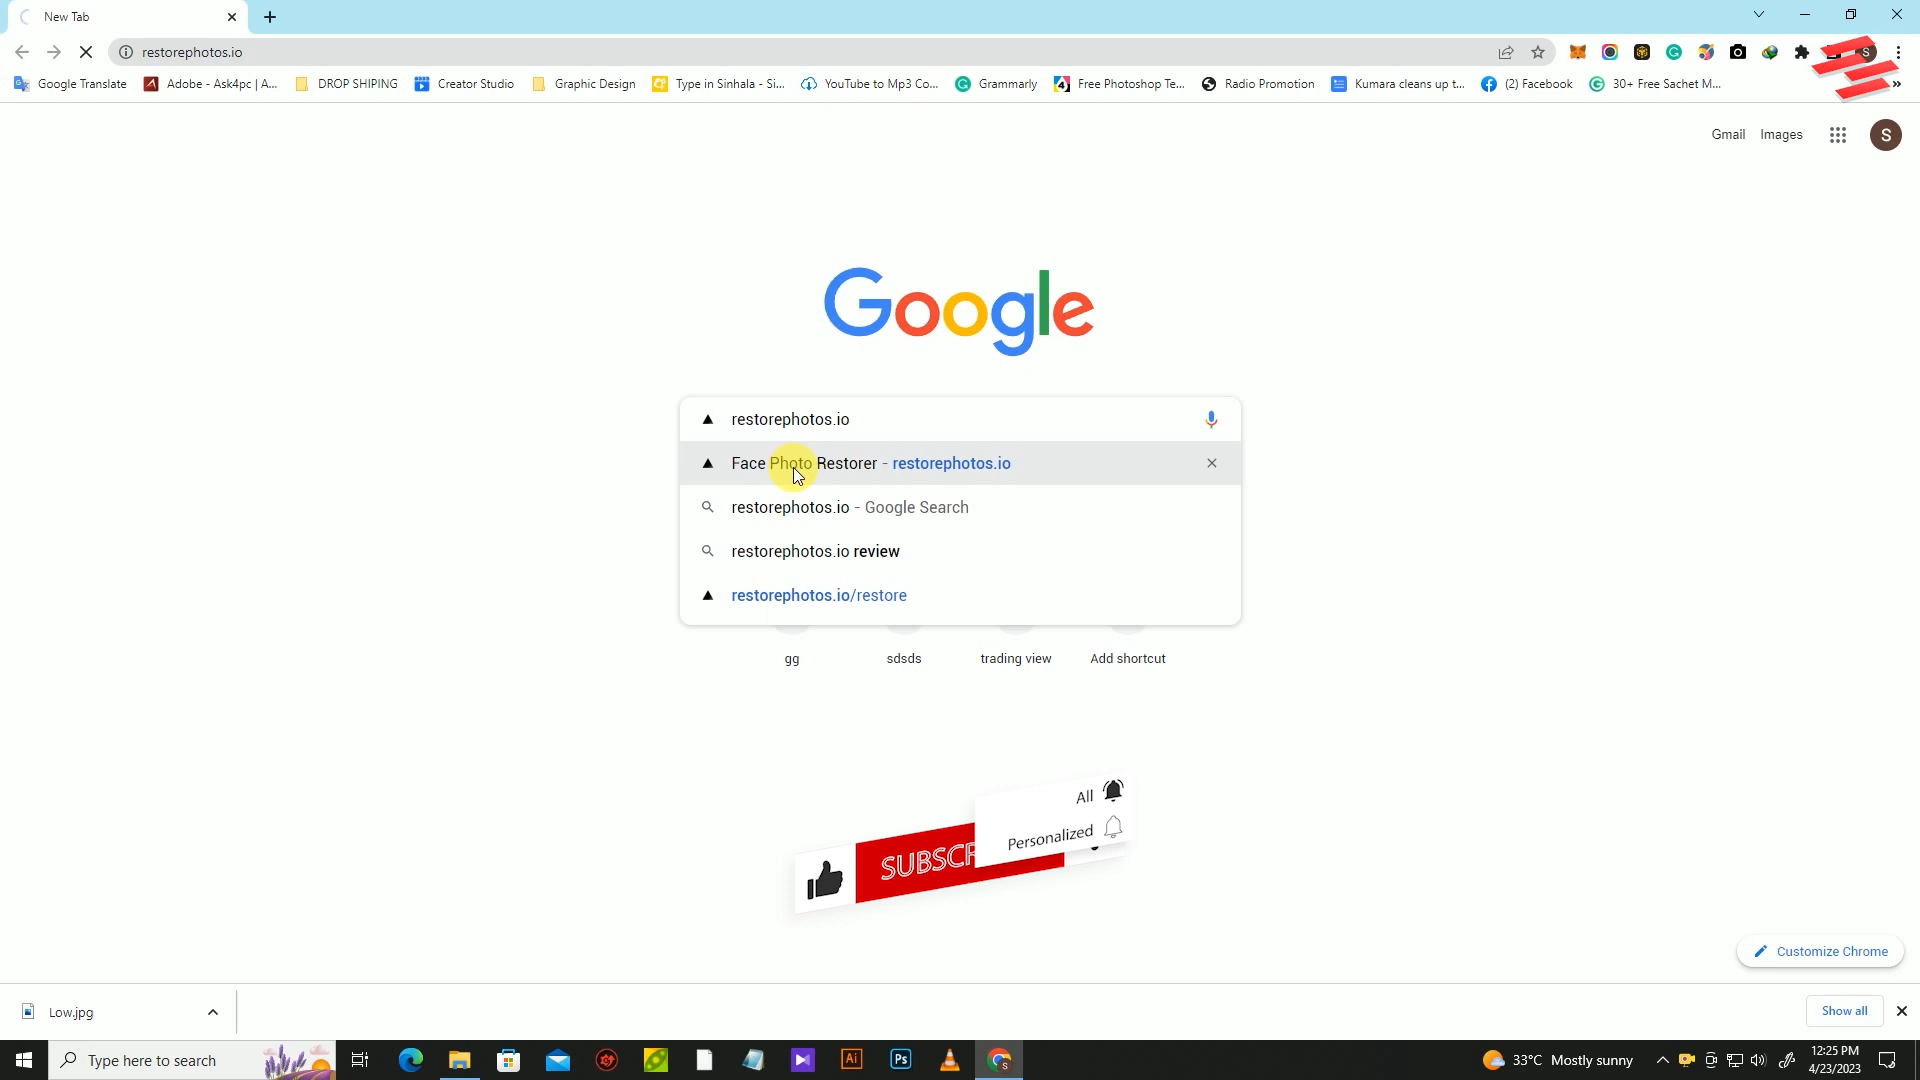 New Tab
restorephotos.io
S
Google Translate
Adobe - Ask4pc | A...
DROP SHIPING
Creator Studio
Graphic Design
Type in Sinhala - Si...
YouTube to Mp3 Co...
Grammarly
Free Photoshop Te...
Radio Promotion
Kumara cleans up t...
(2) Facebook
30+ Free Sachet M...
Gmail Images
S
Google
restorephotos.io
Face Photo Restorer - restorephotos.io
restorephotos.io - Google Search
restorephotos.io review
restorephotos.io/restore
gg
sdsds
trading view
Add shortcut
All
Personalized
SUBSCR
Customize Chrome
Low.jpg
Show all
Type here to search
Ai
Ps
33°C Mostly sunny
12:25 PM
4/23/2023